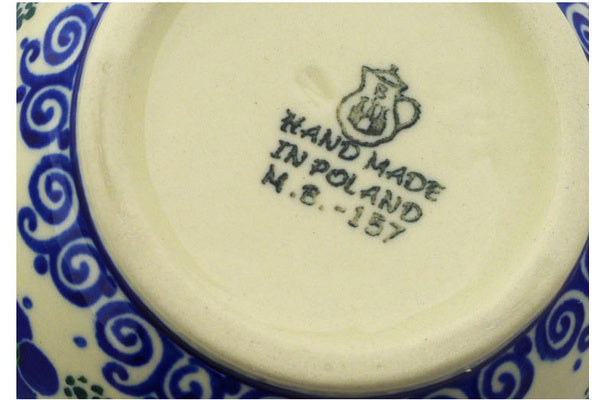 B
HAND MADE
IN POLAND
M.B.-157